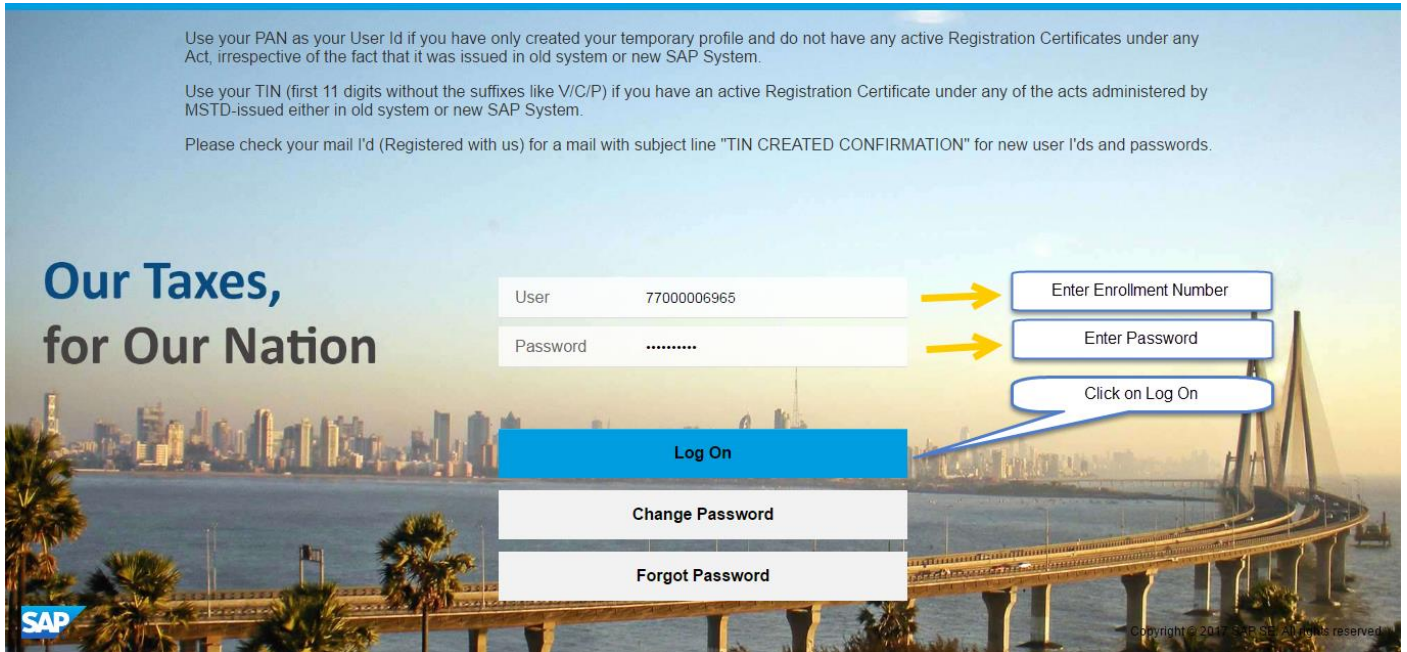 Use your PAN as your User Id if you have only created your temporary profile and do not have any active Registration Certificates under any
Act, irrespective of the fact that it was issued in old system or new SAP System.
Use your TIN (first 11 digits without the suffixes like V/C/P) if you have an active Registration Certificate under any of the acts administered by
MSTD-issued either in old system or new SAP System.
Please check your mail I'd (Registered with us) for a mail with subject line "TIN CREATED CONFIRMATION" for new user I'ds and passwords.
Our Taxes,
for Our Nation
User 77000006965
Enter Enrollment Number
Password ••••••••••
Enter Password
Click on Log On
Log On
Change Password
Forgot Password
SAP
Copyright © 2017 SAP SE. All rights reserved.